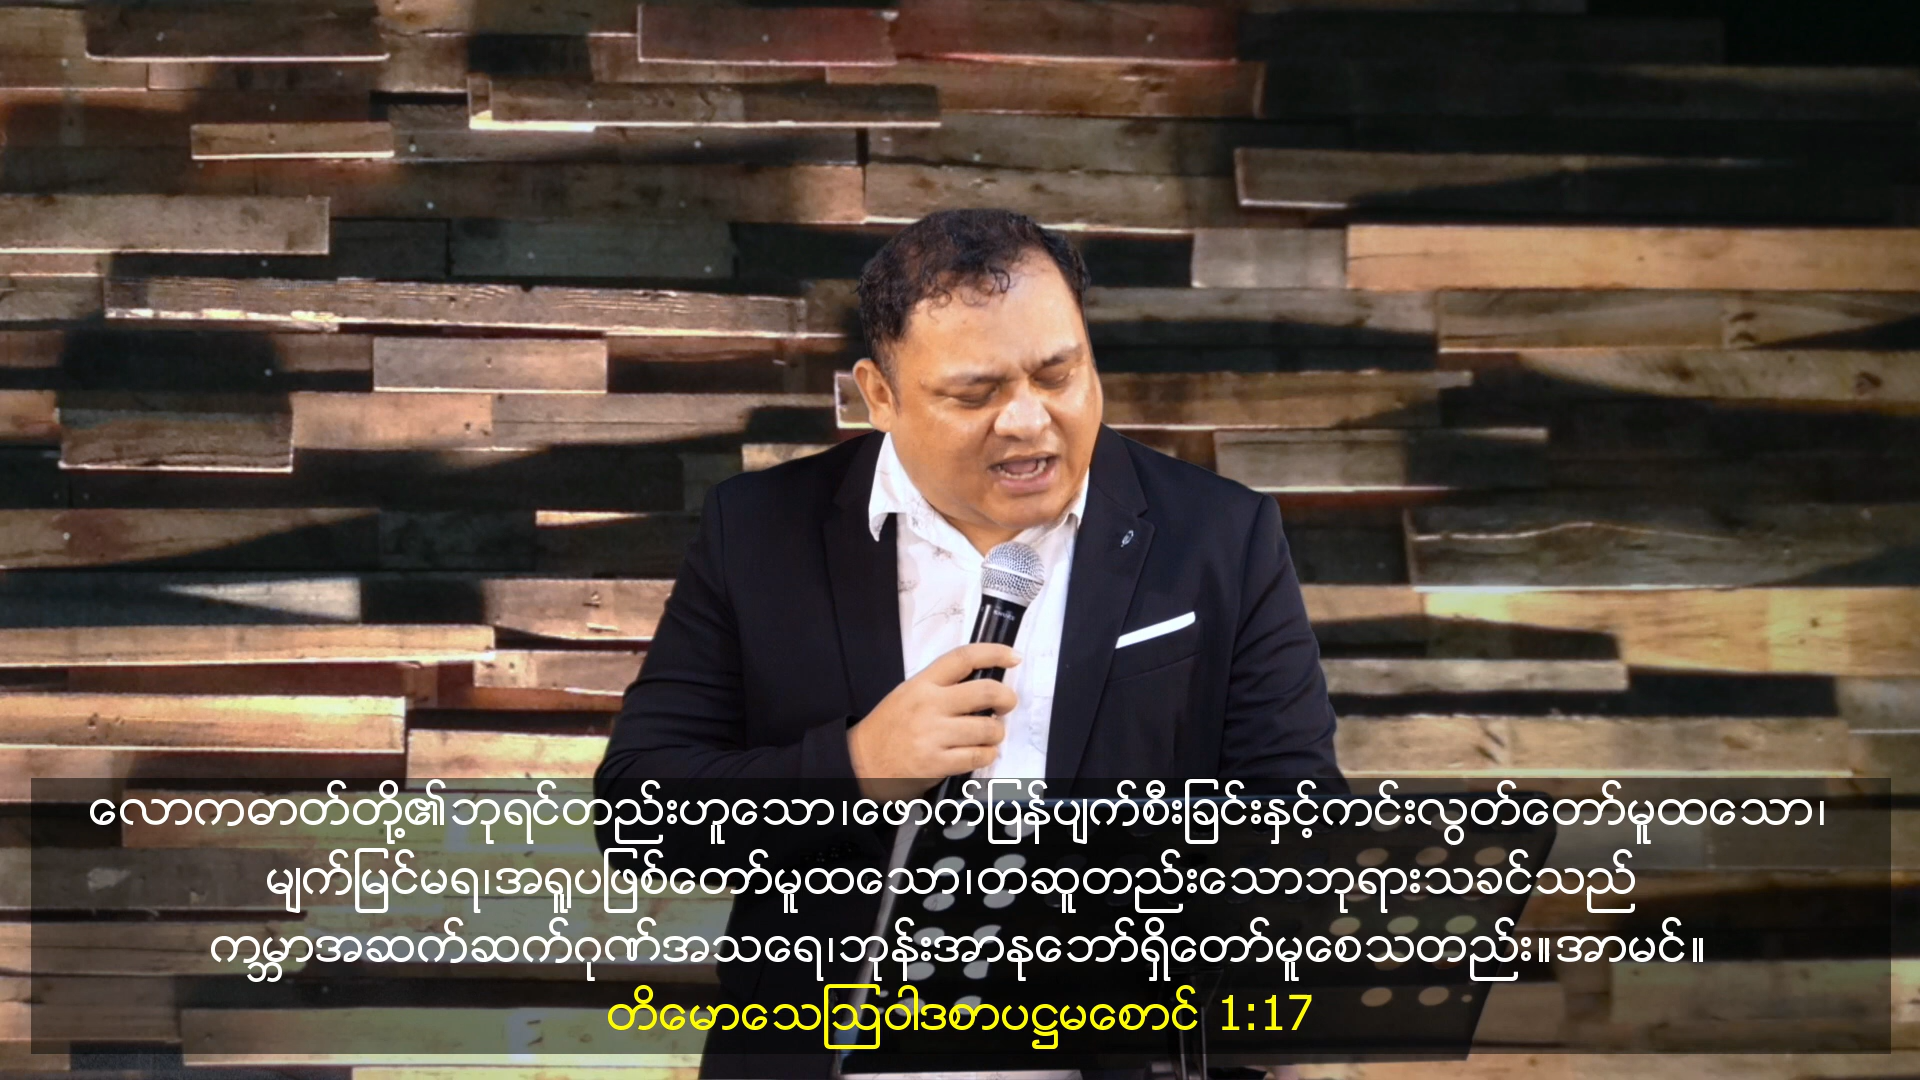 လောကဓာတ်တို့၏ဘုရင်တည်းဟူသော၊ဖောက်ပြန်ပျက်စီးခြင်းနှင့်ကင်းလွတ်တော်မူထသော၊
မျက်မြင်မရ၊အရူပဖြစ်တော်မူထသော၊တဆူတည်းသောဘုရားသခင်သည်
ကမ္ဘာအဆက်ဆက်ဂုဏ်အသရေ၊ဘုန်းအာနုဘော်ရှိတော်မူစေသတည်း။အာမင်။
တိမောသေဩဝါဒစာပဋ္ဌမစောင် 1:17